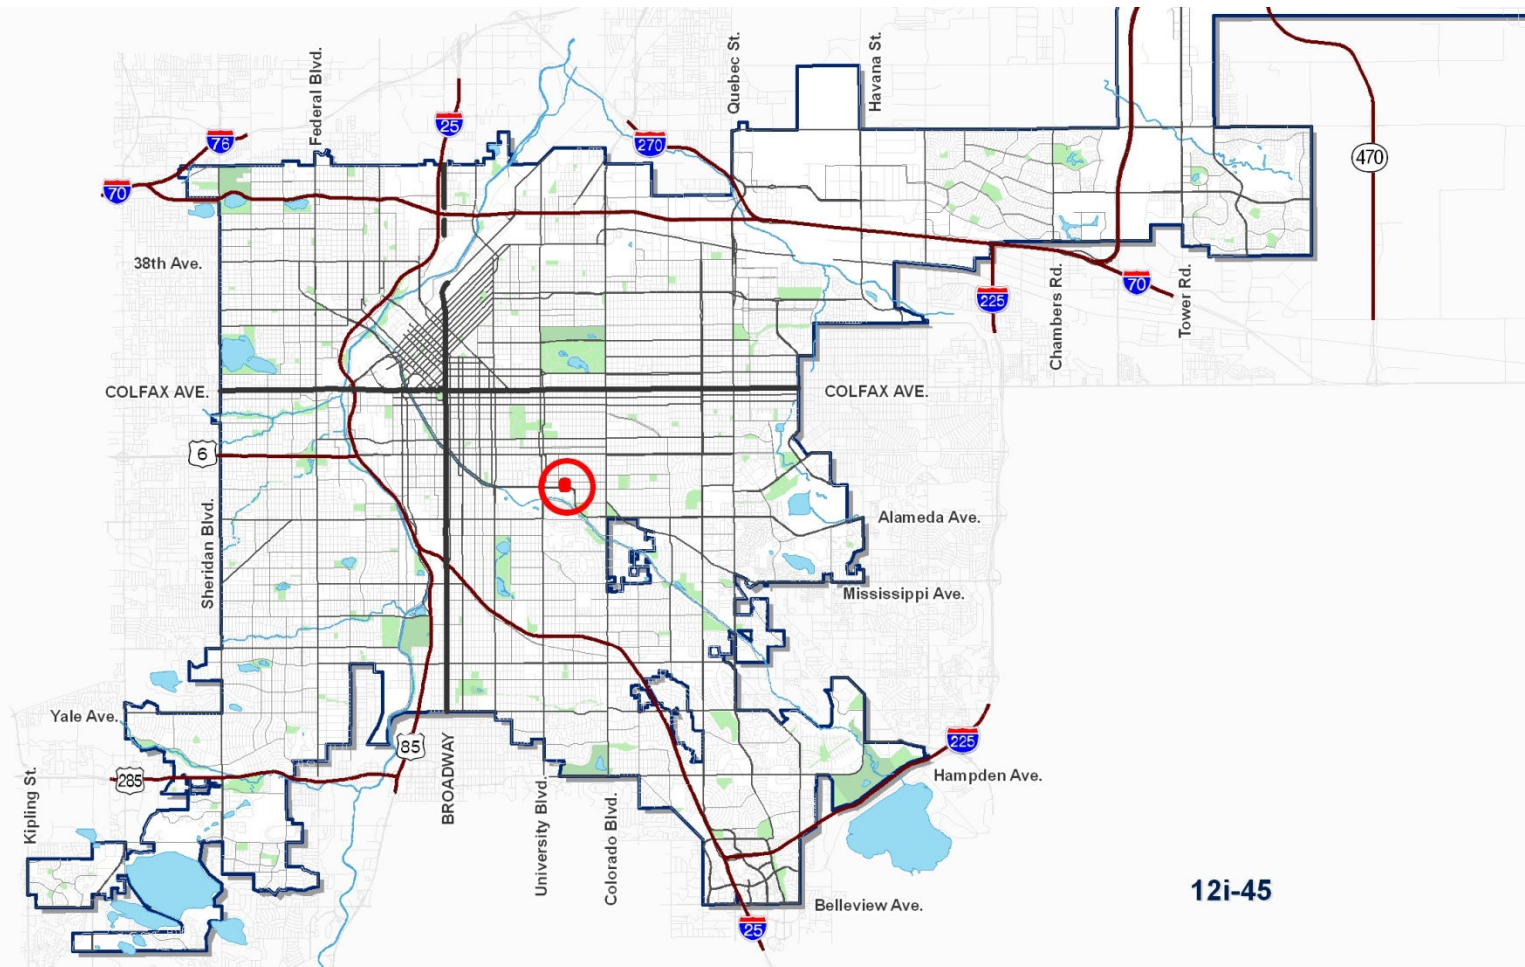 Federal Blvd.
Quebec St.
Havana St.
25
76
270
470
70
38th Ave.
225
Chambers Rd.
70
Tower Rd.
COLFAX AVE.
COLFAX AVE.
6
Sheridan Blvd.
Alameda Ave.
Mississippi Ave.
Yale Ave.
85
225
285
Hampden Ave.
Kipling St.
BROADWAY
University Blvd.
Colorado Blvd.
12i-45
Belleview Ave.
25